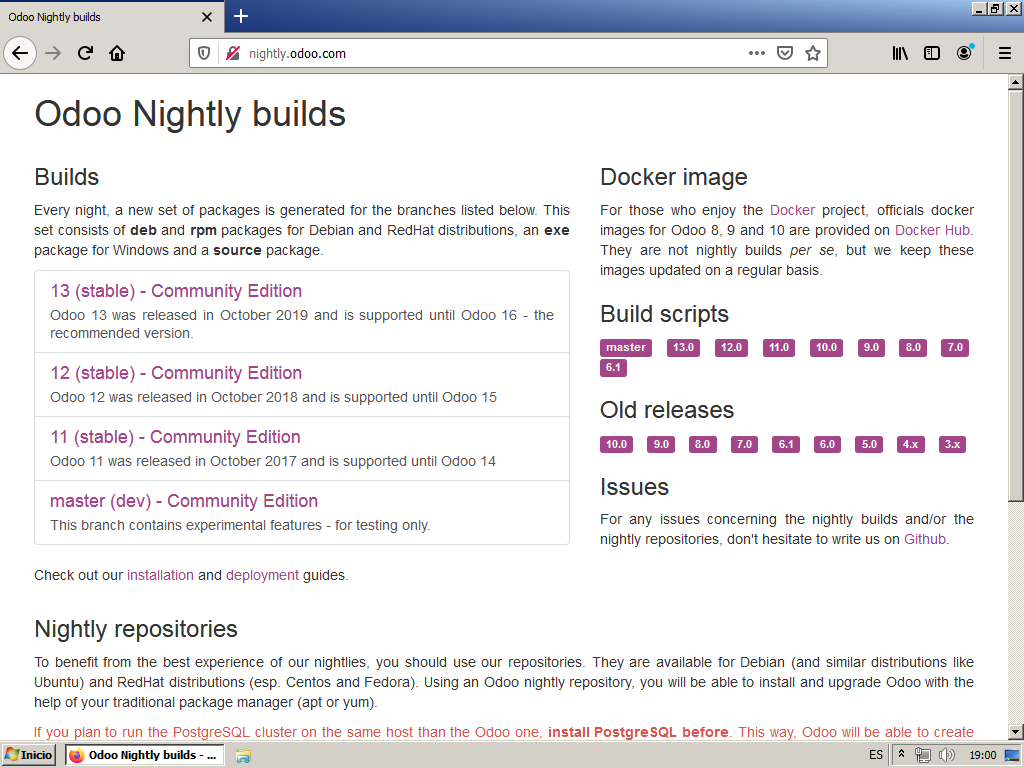 Odoo Nightly builds
nightly.odoo.com
Odoo Nightly builds
Builds
Every night, a new set of packages is generated for the branches listed below. This
set consists of deb and rpm packages for Debian and RedHat distributions, an exe
package for Windows and a source package.
13 (stable) - Community Edition
Odoo 13 was released in October 2019 and is supported until Odoo 16 - the
recommended version.
12 (stable) - Community Edition
Odoo 12 was released in October 2018 and is supported until Odoo 15
11 (stable) - Community Edition
Odoo 11 was released in October 2017 and is supported until Odoo 14
master (dev) - Community Edition
This branch contains experimental features - for testing only.
Check out our installation and deployment guides.
Docker image
For those who enjoy the Docker project, officials docker
images for Odoo 8, 9 and 10 are provided on Docker Hub.
They are not nightly builds per se, but we keep these
images updated on a regular basis.
Build scripts
master 13.0 12.0 11.0 10.0 9.0 8.0 7.0
6.1
Old releases
10.0 9.0 8.0 7.0 6.1 6.0 5.0 4.x 3.x
Issues
For any issues concerning the nightly builds and/or the
nightly repositories, don't hesitate to write us on Github.
Nightly repositories
To benefit from the best experience of our nightlies, you should use our repositories. They are available for Debian (and similar distributions like
Ubuntu) and RedHat distributions (esp. Centos and Fedora). Using an Odoo nightly repository, you will be able to install and upgrade Odoo with the
help of your traditional package manager (apt or yum).
If you plan to run the PostgreSQL cluster on the same host than the Odoo one, install PostgreSQL before. This way, Odoo will be able to create
Inicio
Odoo Nightly builds - ...
ES
19:00